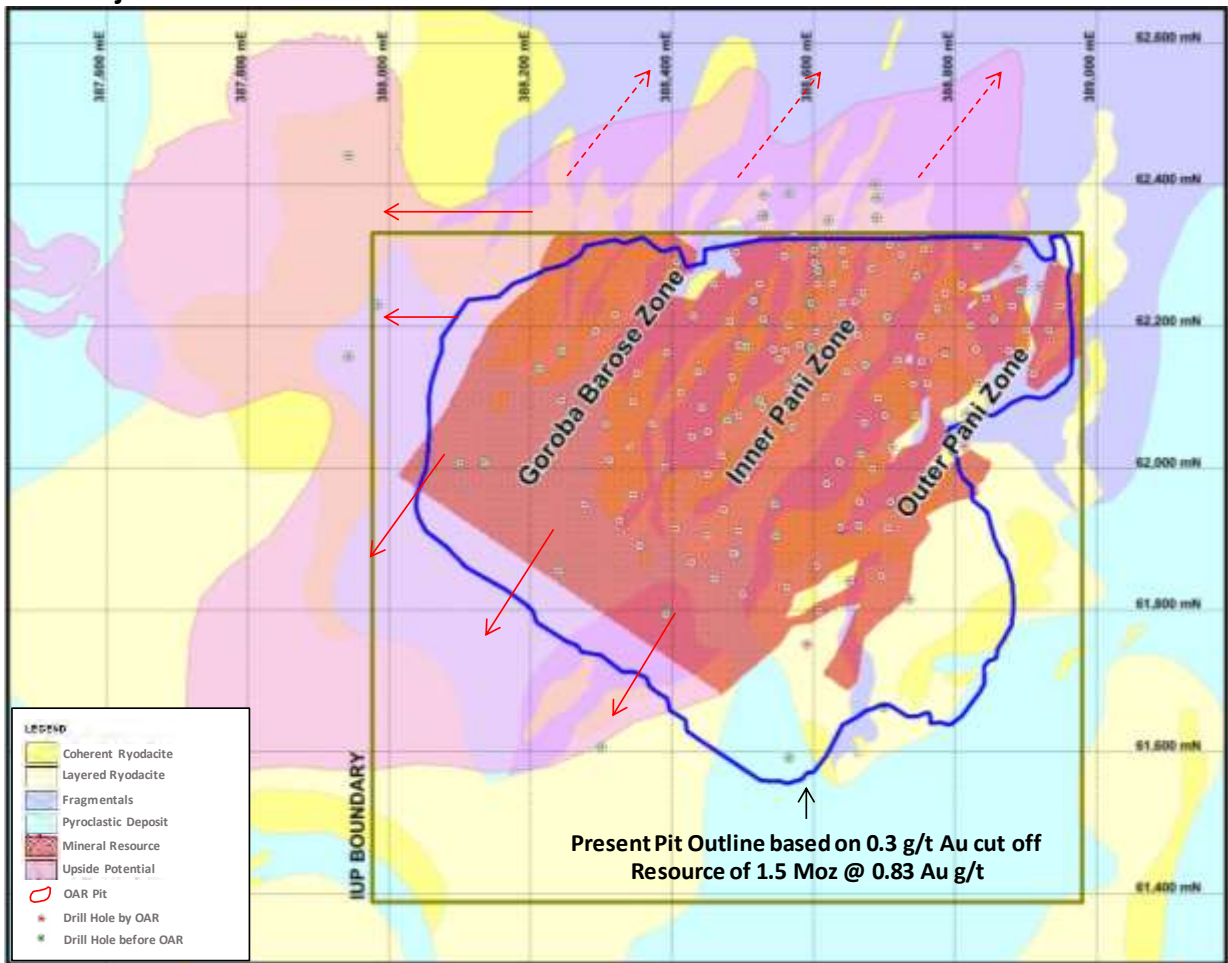 387,600 mE
387,800 mE
388,000 mE
388,200 mE
388,400 mE
388,600 mE
388,800 mE
389,000 mE
62,600 mN
62,400 mN
62,200 mN
62,000 mN
61,800 mN
61,600 mN
61,400 mN
Goroba Barose Zone
Inner Pani Zone
Outer Pani Zone
IUP BOUNDARY
Present Pit Outline based on 0.3 g/t Au cut off
Resource of 1.5 Moz @ 0.83 Au g/t
LEGEND
Coherent Ryodacite
Layered Ryodacite
Fragmentals
Pyroclastic Deposit
Mineral Resource
Upside Potential
OAR Pit
Drill Hole by OAR
Drill Hole before OAR